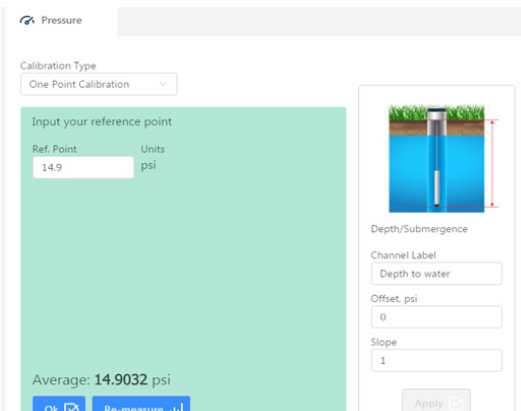 Pressure
Calibration Type
One Point Calibration
Input your reference point
Ref. Point Units
14.9 psi
Average: 14.9032 psi
Ok Re-measure
Depth/Submergence
Channel Label
Depth to water
Offset, psi
0
Slope
1
Apply